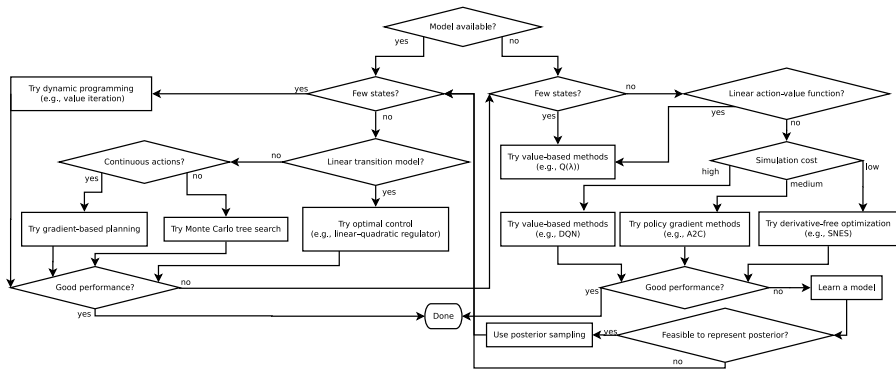 Model available?
yes
no
Try dynamic programming
(e.g., value iteration)
yes
Few states?
Few states?
no
Linear action-value function?
no
yes
yes
no
Continuous actions?
no
Linear transition model?
Try value-based methods
(e.g., Q(λ))
Simulation cost
yes
no
yes
high
medium
low
Try gradient-based planning
Try Monte Carlo tree search
Try optimal control
(e.g., linear-quadratic regulator)
Try value-based methods
(e.g., DQN)
Try policy gradient methods
(e.g., A2C)
Try derivative-free optimization
(e.g., SNES)
Good performance?
no
Good performance?
no
Learn a model
yes
yes
Done
Use posterior sampling
yes
Feasible to represent posterior?
no